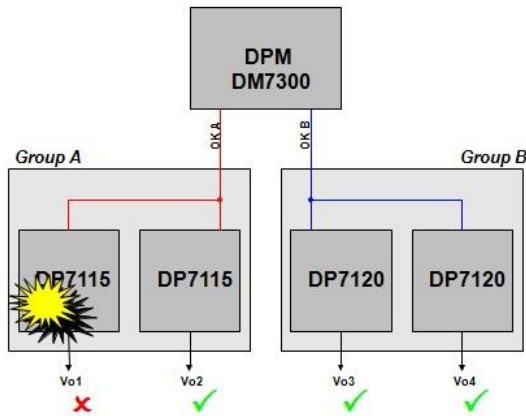 DPM
DM7300
OK A
OK B
Group A
Group B
DP7115
DP7115
DP7120
DP7120
Vo1
Vo2
Vo3
Vo4